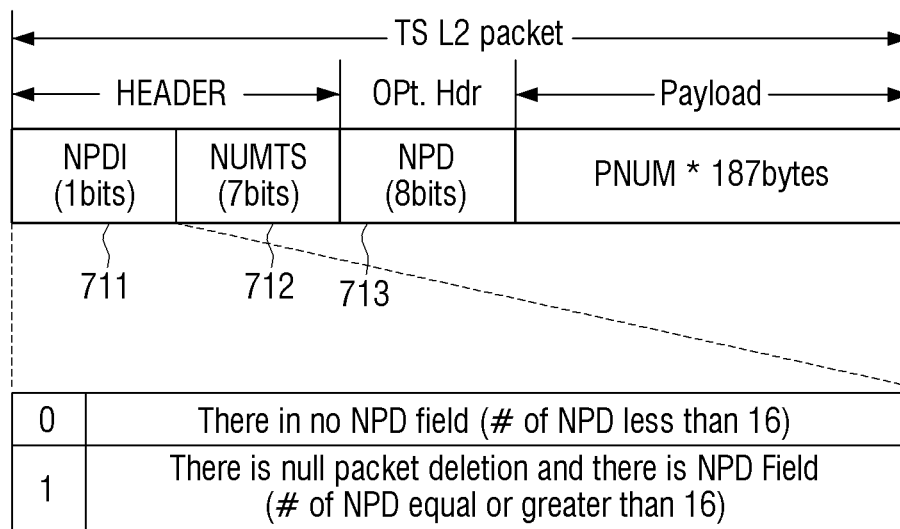 TS L2 packet
HEADER
OPt. Hdr
Payload
NPDI
(1bits)
NUMTS
(7bits)
NPD
(8bits)
PNUM * 187bytes
711
712
713
0
There in no NPD field (# of NPD less than 16)
1
There is null packet deletion and there is NPD Field
(# of NPD equal or greater than 16)